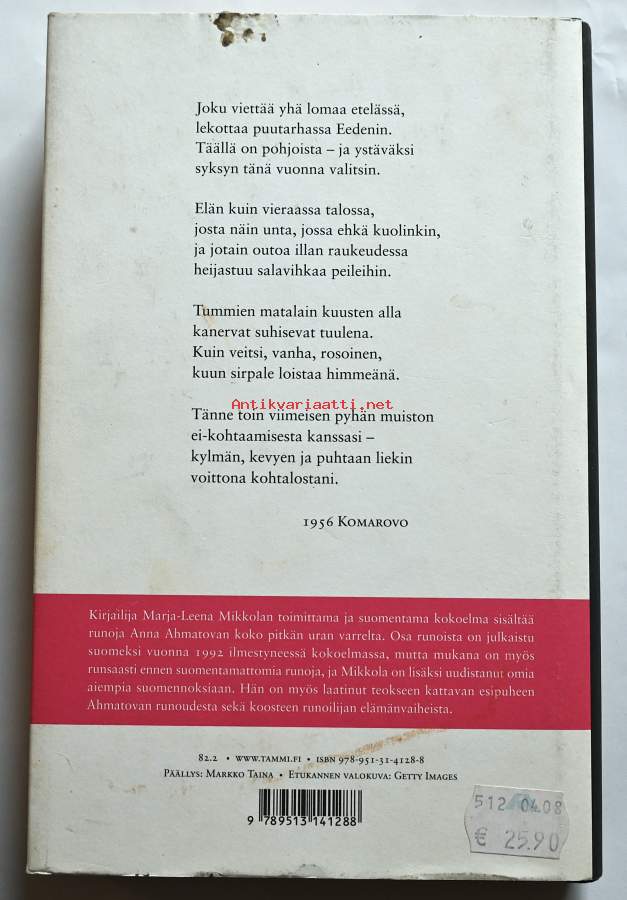 Joku viettää yhä lomaa etelässä,
lekottaa puutarhassa Eedenin.
Täällä on pohjoista – ja ystäväksi
syksyn tänä vuonna valitsin.
Elän kuin vieraassa talossa,
josta näin unta, jossa ehkä kuolinkin,
ja jotain outoa illan raukeudessa
heijastuu salavihkaa peileihin.
Tummien matalain kuusten alla
kanervat suhisevat tuulena.
Kuin veitsi, vanha, rosoinen,
kuun sirpale loistaa himmeänä.
Antikvariaatti.net
Tänne toin viimeisen pyhän muiston
ei-kohtaamisesta kanssasi –
kylmän, kevyen ja puhtaan liekin
voittona kohtalostani.
1956 Komarovo
Kirjailija Marja-Leena Mikkolan toimittama ja suomentama kokoelma sisältää
runoja Anna Ahmatovan koko pitkän uran varrelta. Osa runoista on julkaistu
suomeksi vuonna 1992 ilmestyneessä kokoelmassa, mutta mukana on myös
runsaasti ennen suomentamattomia runoja, ja Mikkola on lisäksi uudistanut omia
aiempia suomennoksiaan. Hän on myös laatinut teokseen kattavan esipuheen
Ahmatovan runoudesta sekä koosteen runoilijan elämänvaiheista.
82.2 • www.tammi.fi • ISBN 978-951-31-4128-8
Päällys: Markko Taina • Etukannen valokuva: Getty Images
9 789513 141288
512 04.08
€ 25.90